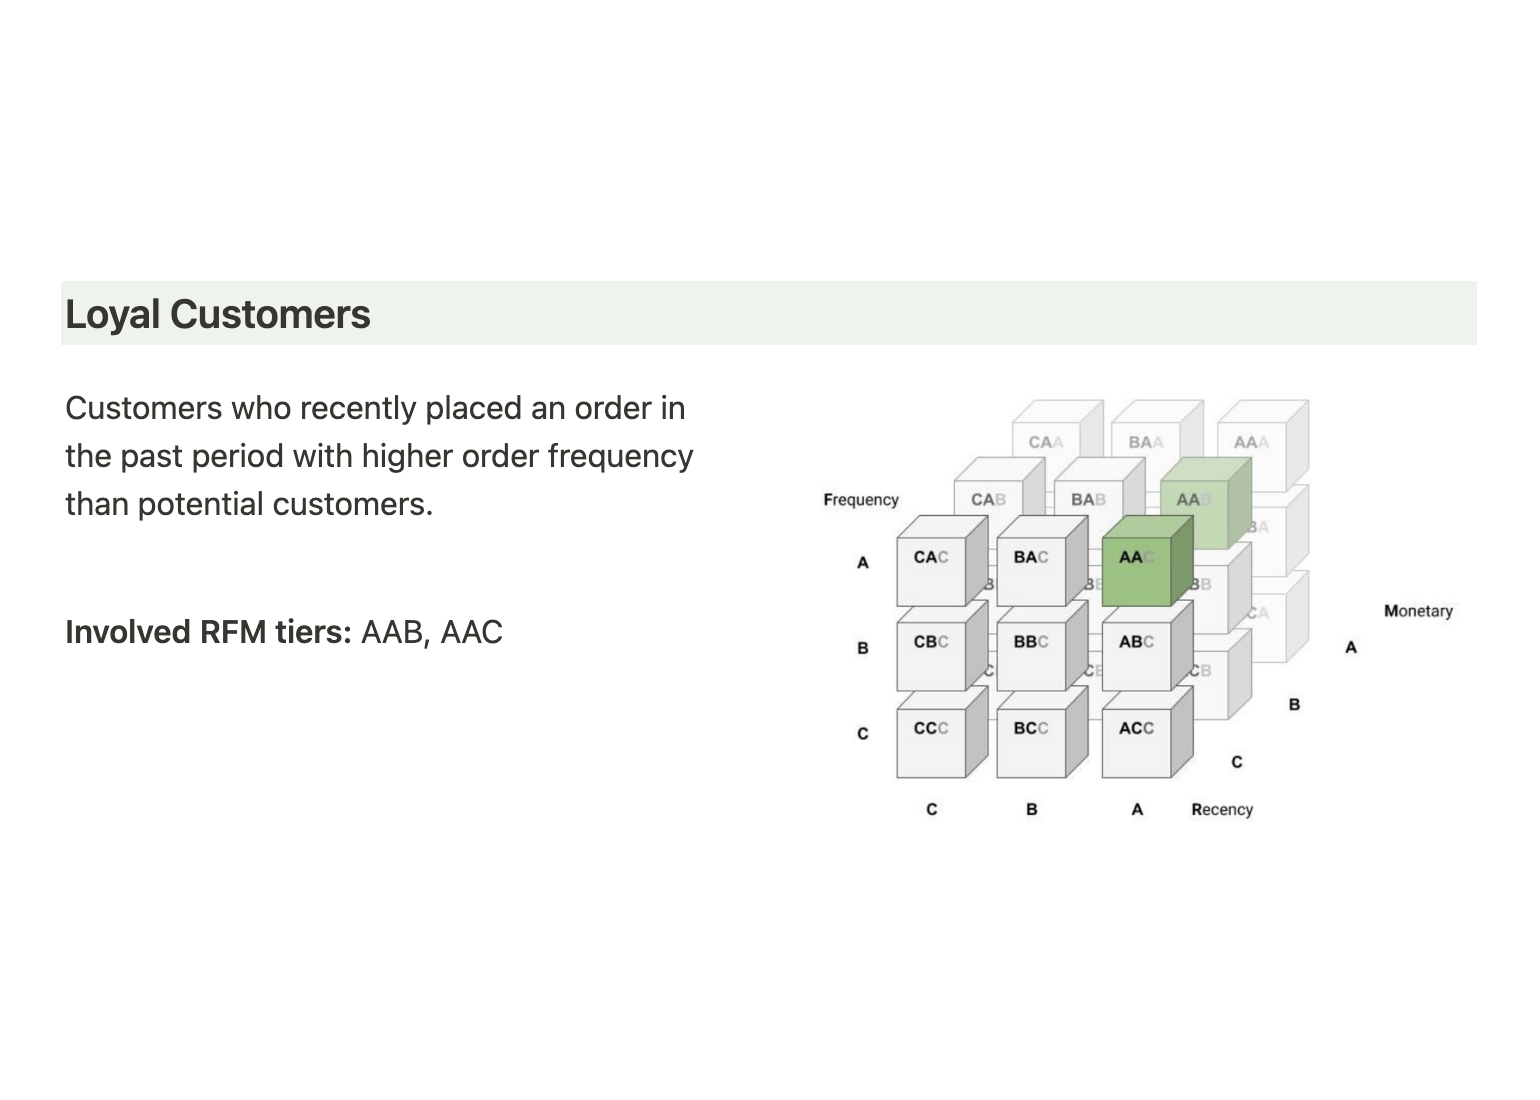 Loyal Customers
Customers who recently placed an order in
the past period with higher order frequency
than potential customers.
Involved RFM tiers: AAB, AAC
CAA BAA AAA
Frequency CAB BAB AAB
A CAC BAC AAC
Monetary
B CBC BBC ABC A
B
C CCC BCC ACC
C
C B A Recency